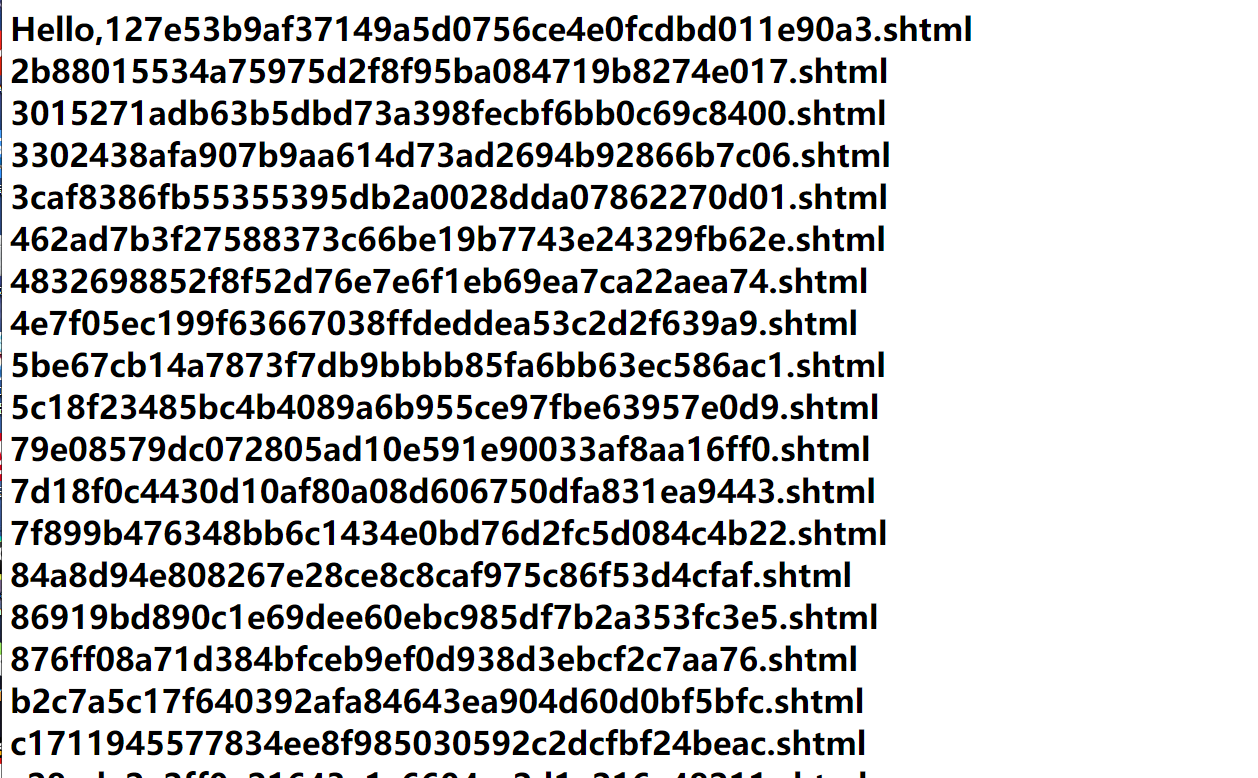 Hello,127e53b9af37149a5d0756ce4e0fcdbd011e90a3.shtml
2b88015534a75975d2f8f95ba084719b8274e017.shtml
3015271adb63b5dbd73a398fecbf6bb0c69c8400.shtml
3302438afa907b9aa614d73ad2694b92866b7c06.shtml
3caf8386fb55355395db2a0028dda07862270d01.shtml
462ad7b3f27588373c66be19b7743e24329fb62e.shtml
4832698852f8f52d76e7e6f1eb69ea7ca22aea74.shtml
4e7f05ec199f63667038ffdeddea53c2d2f639a9.shtml
5be67cb14a7873f7db9bbbb85fa6bb63ec586ac1.shtml
5c18f23485bc4b4089a6b955ce97fbe63957e0d9.shtml
79e08579dc072805ad10e591e90033af8aa16ff0.shtml
7d18f0c4430d10af80a08d606750dfa831ea9443.shtml
7f899b476348bb6c1434e0bd76d2fc5d084c4b22.shtml
84a8d94e808267e28ce8c8caf975c86f53d4cfaf.shtml
86919bd890c1e69dee60ebc985df7b2a353fc3e5.shtml
876ff08a71d384bfceb9ef0d938d3ebcf2c7aa76.shtml
b2c7a5c17f640392afa84643ea904d60d0bf5bfc.shtml
c1711945577834ee8f985030592c2dcfbf24beac.shtml